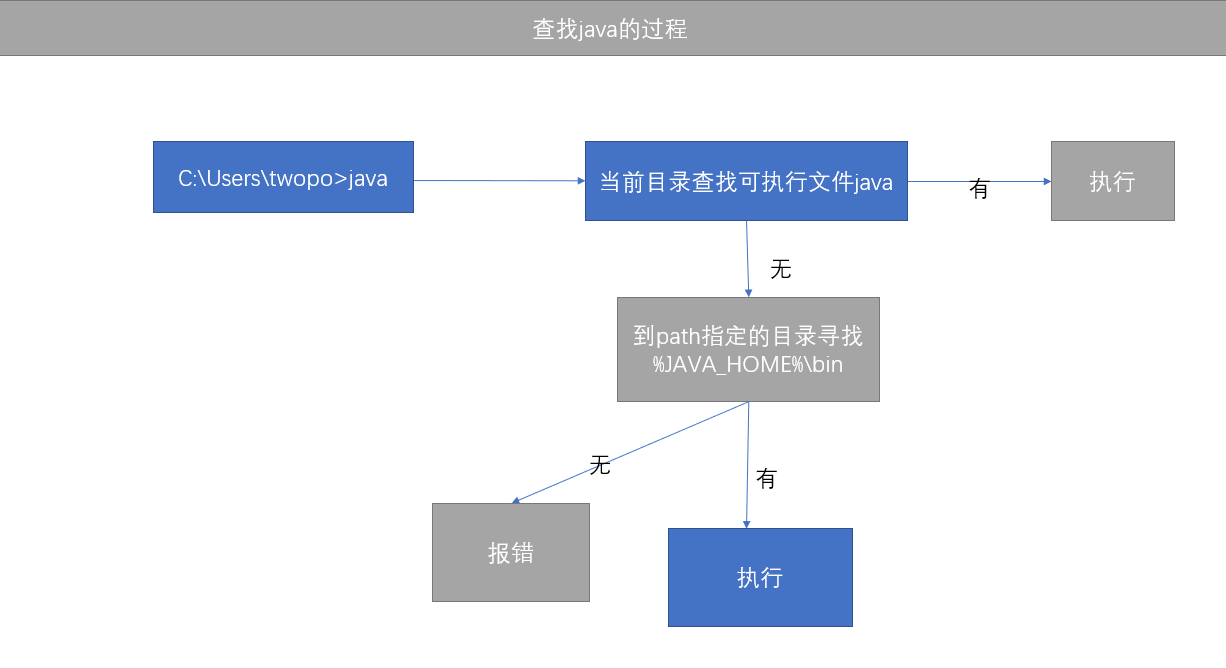 查找java的过程
C:\Users\twopo>java
当前目录查找可执行文件java
有
执行
无
到path指定的目录寻找
%JAVA_HOME%\bin
无
有
报错
执行